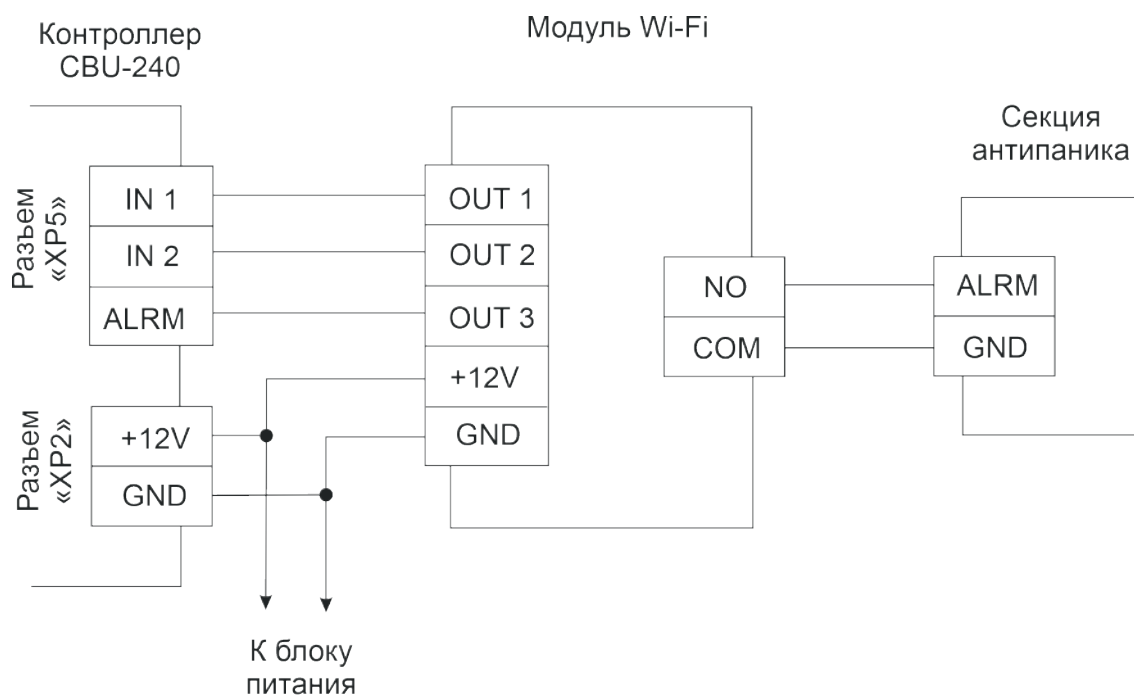 Контроллер
CBU-240
Модуль Wi-Fi
Секция
антипаника
Разъем
«XP5»
IN 1
IN 2
ALRM
OUT 1
OUT 2
OUT 3
+12V
GND
NO
COM
ALRM
GND
Разъем
«XP2»
+12V
GND
К блоку
питания